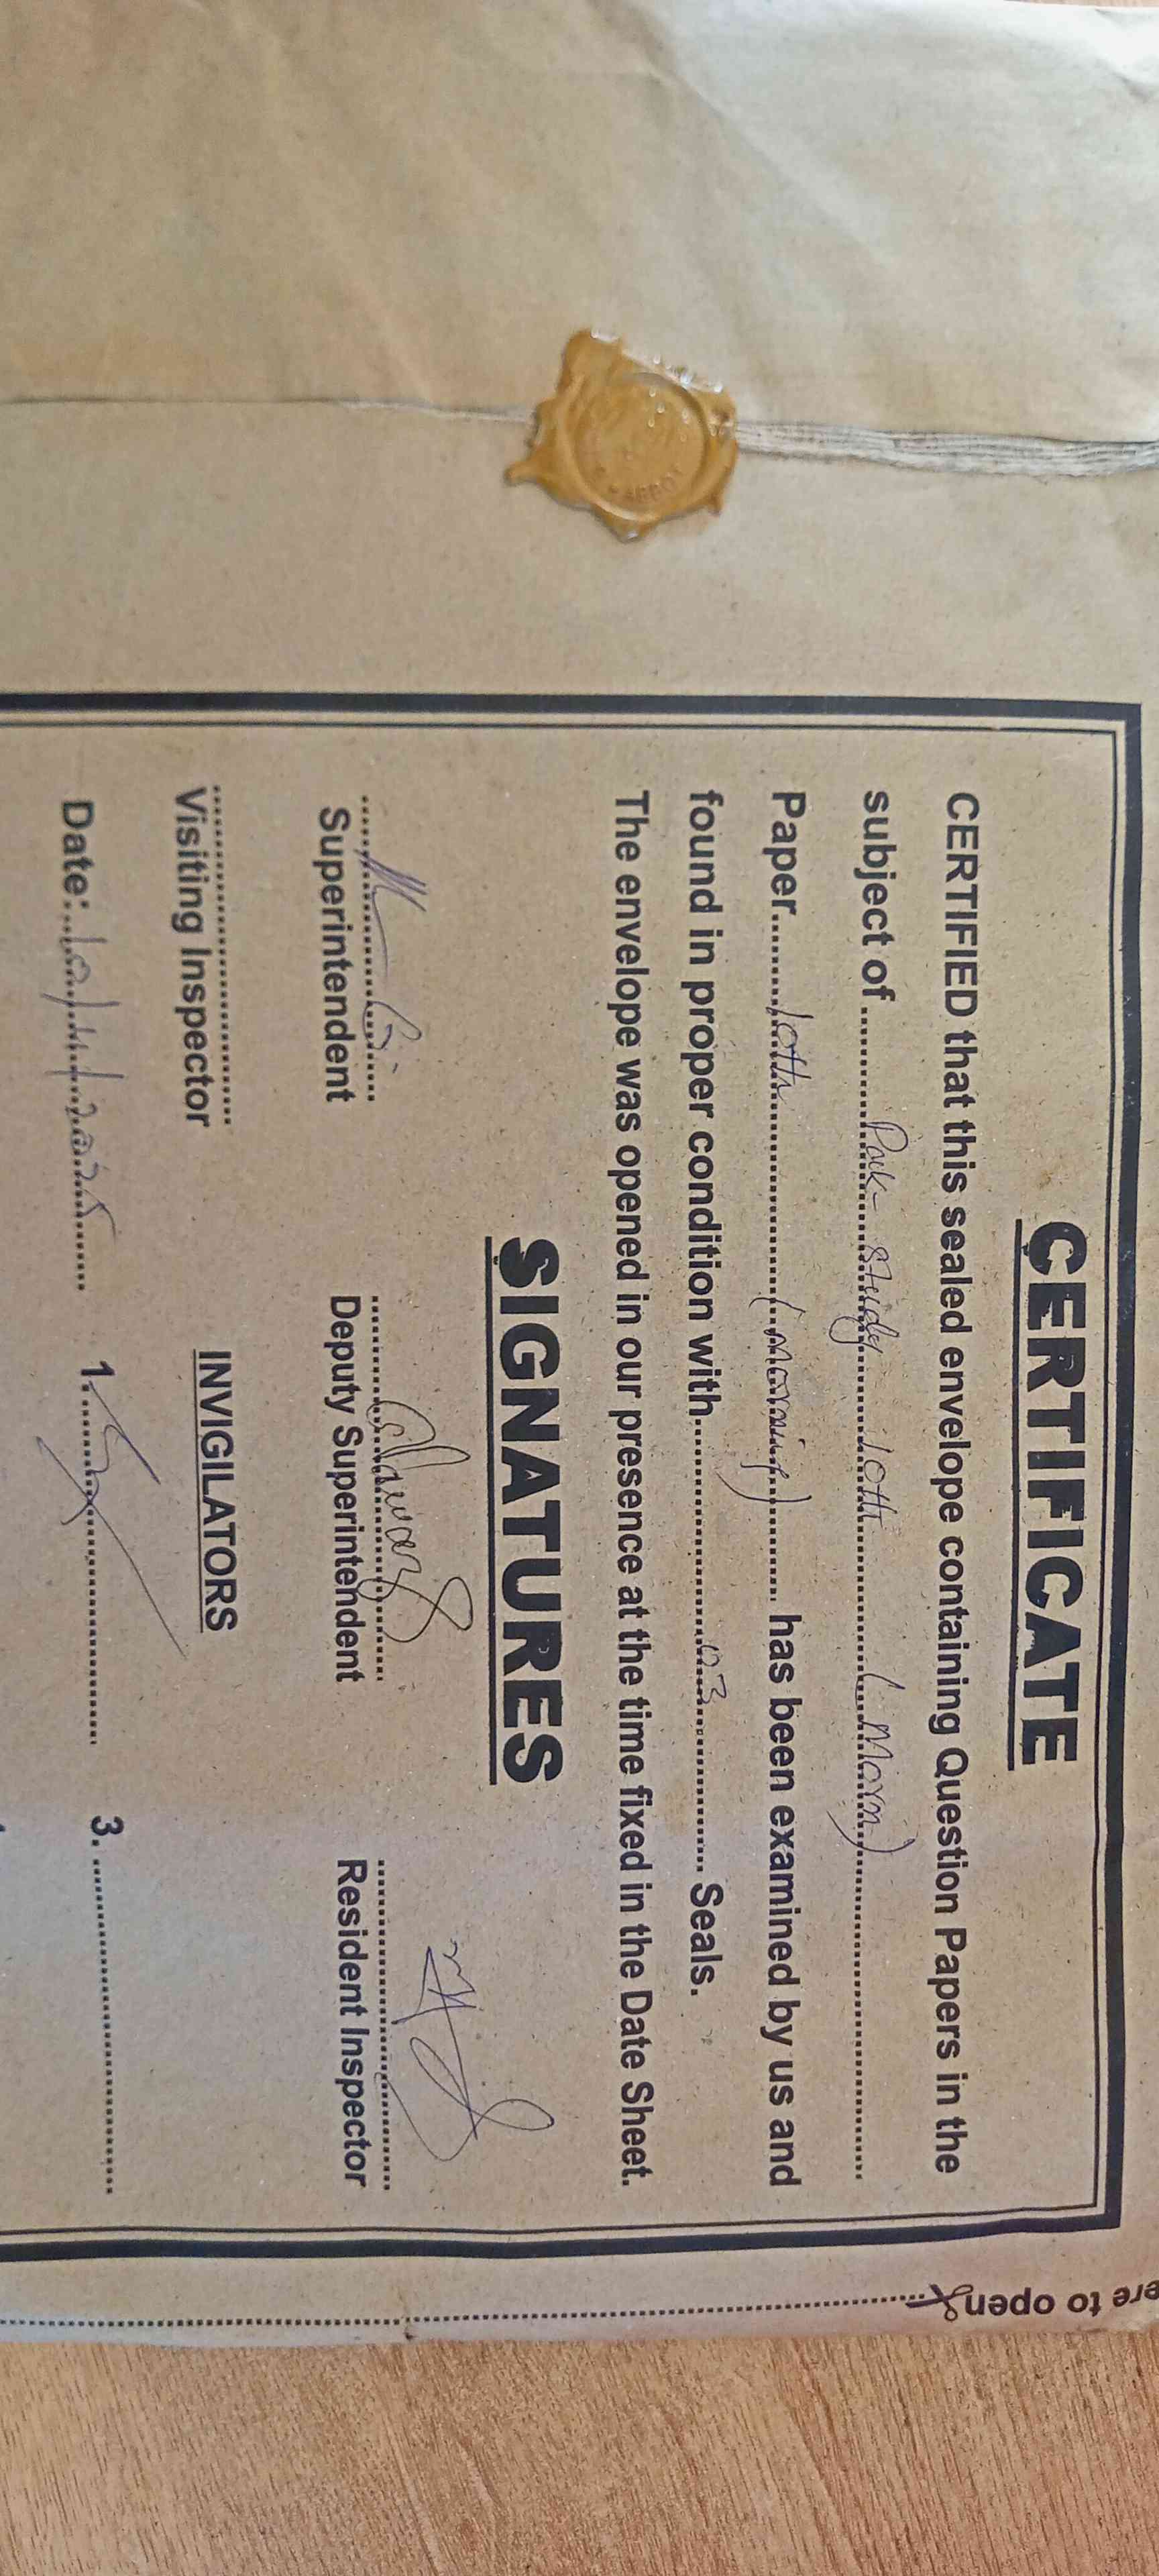 CERTIFICATE
CERTIFIED that this sealed envelope containing Question Papers in the
subject of ........ Pak-study 10th (Morn) ........
Paper ........ 10th (morning) ........ has been examined by us and
found in proper condition with ........ 03 ........ Seals.
The envelope was opened in our presence at the time fixed in the Date Sheet.
SIGNATURES
Superintendent Deputy Superintendent Resident Inspector
Visiting Inspector INVIGILATORS
Date: 10/4/2025 1. ........ 3. ........
ere to open